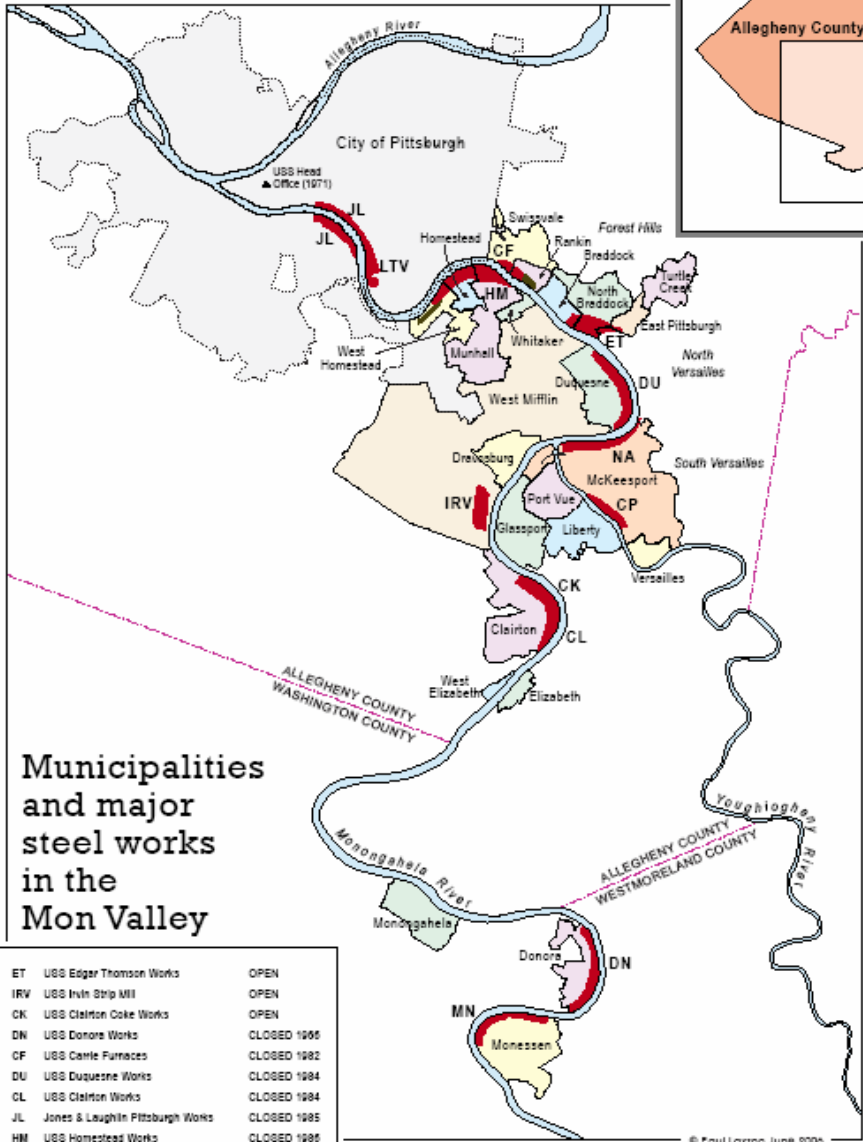 Allegheny River
Allegheny County
City of Pittsburgh
USS Head
Office (1971)
JL
JL
LTV
Swissvale
Forest Hills
Homestead
CF
Rankin
Braddock
Turtle
Creek
HM
North
Braddock
East Pittsburgh
ET
West
Homestead
Munhall
Whitaker
North
Versailles
Duquesne
DU
West Mifflin
Dravosburg
NA
McKeesport
South Versailles
IRV
Port Vue
CP
Glassport
Liberty
Versailles
CK
Clairton
CL
West
Elizabeth
Elizabeth
ALLEGHENY COUNTY
WASHINGTON COUNTY
Municipalities
and major
steel works
in the
Mon Valley
Monongahela River
Youghiogheny River
ALLEGHENY COUNTY
WESTMORELAND COUNTY
Monongahela
Donora
DN
MN
Monessen
ET USS Edgar Thomson Works OPEN
IRV USS Irvin Strip Mill OPEN
CK USS Clairton Coke Works OPEN
DN USS Donora Works CLOSED 1966
CF USS Carrie Furnaces CLOSED 1982
DU USS Duquesne Works CLOSED 1984
CL USS Clairton Works CLOSED 1984
JL Jones & Laughlin Pittsburgh Works CLOSED 1985
HM USS Homestead Works CLOSED 1986